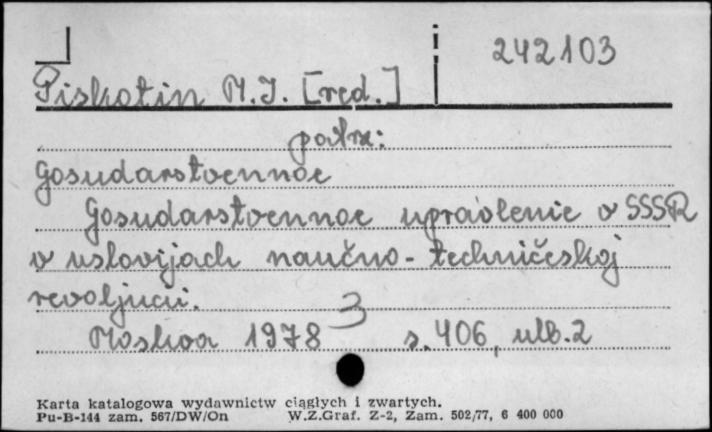 242103
Piskotin M.I. [red.]
patrz:
Gosudarstvennoe
Gosudarstvennoe upravlenie v SSSR
v uslovijach naučno-techničeskoj
revoljucii.
3
Moskva 1978 s. 406, ulb. 2
Karta katalogowa wydawnictw ciągłych i zwartych.
Pu-B-144 zam. 567/DW/On W.Z.Graf. Z-2, Zam. 502/77, 6 400 000